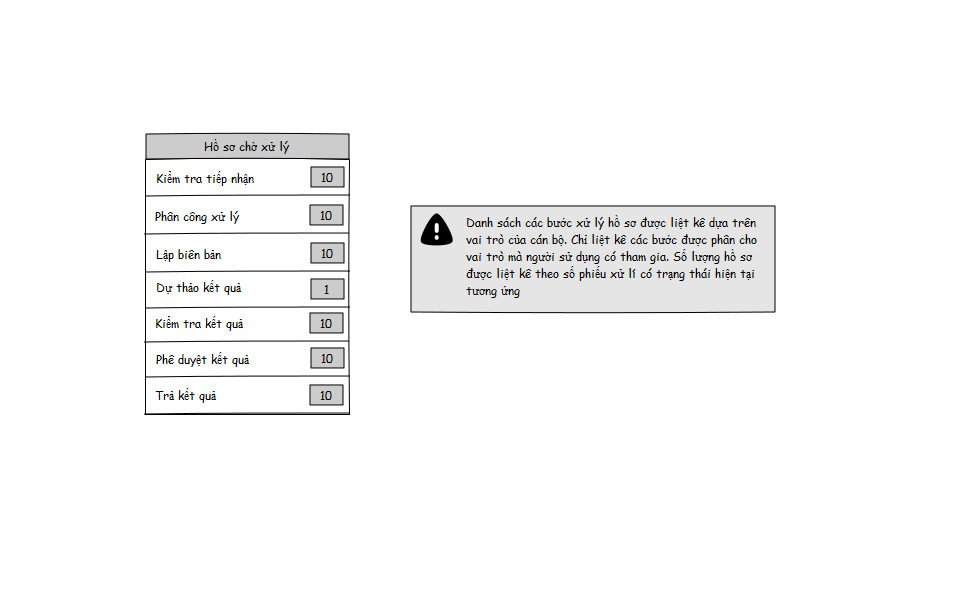 Hồ sơ chờ xử lý
Kiểm tra tiếp nhận 10
Phân công xử lý 10
Lập biên bản 10
Dự thảo kết quả 1
Kiểm tra kết quả 10
Phê duyệt kết quả 10
Trả kết quả 10
Danh sách các bước xử lý hồ sơ được liệt kê dựa trên
vai trò của cán bộ. Chỉ liệt kê các bước được phân cho
vai trò mà người sử dụng có tham gia. Số lượng hồ sơ
được liệt kê theo số phiếu xử lí có trạng thái hiện tại
tương ứng